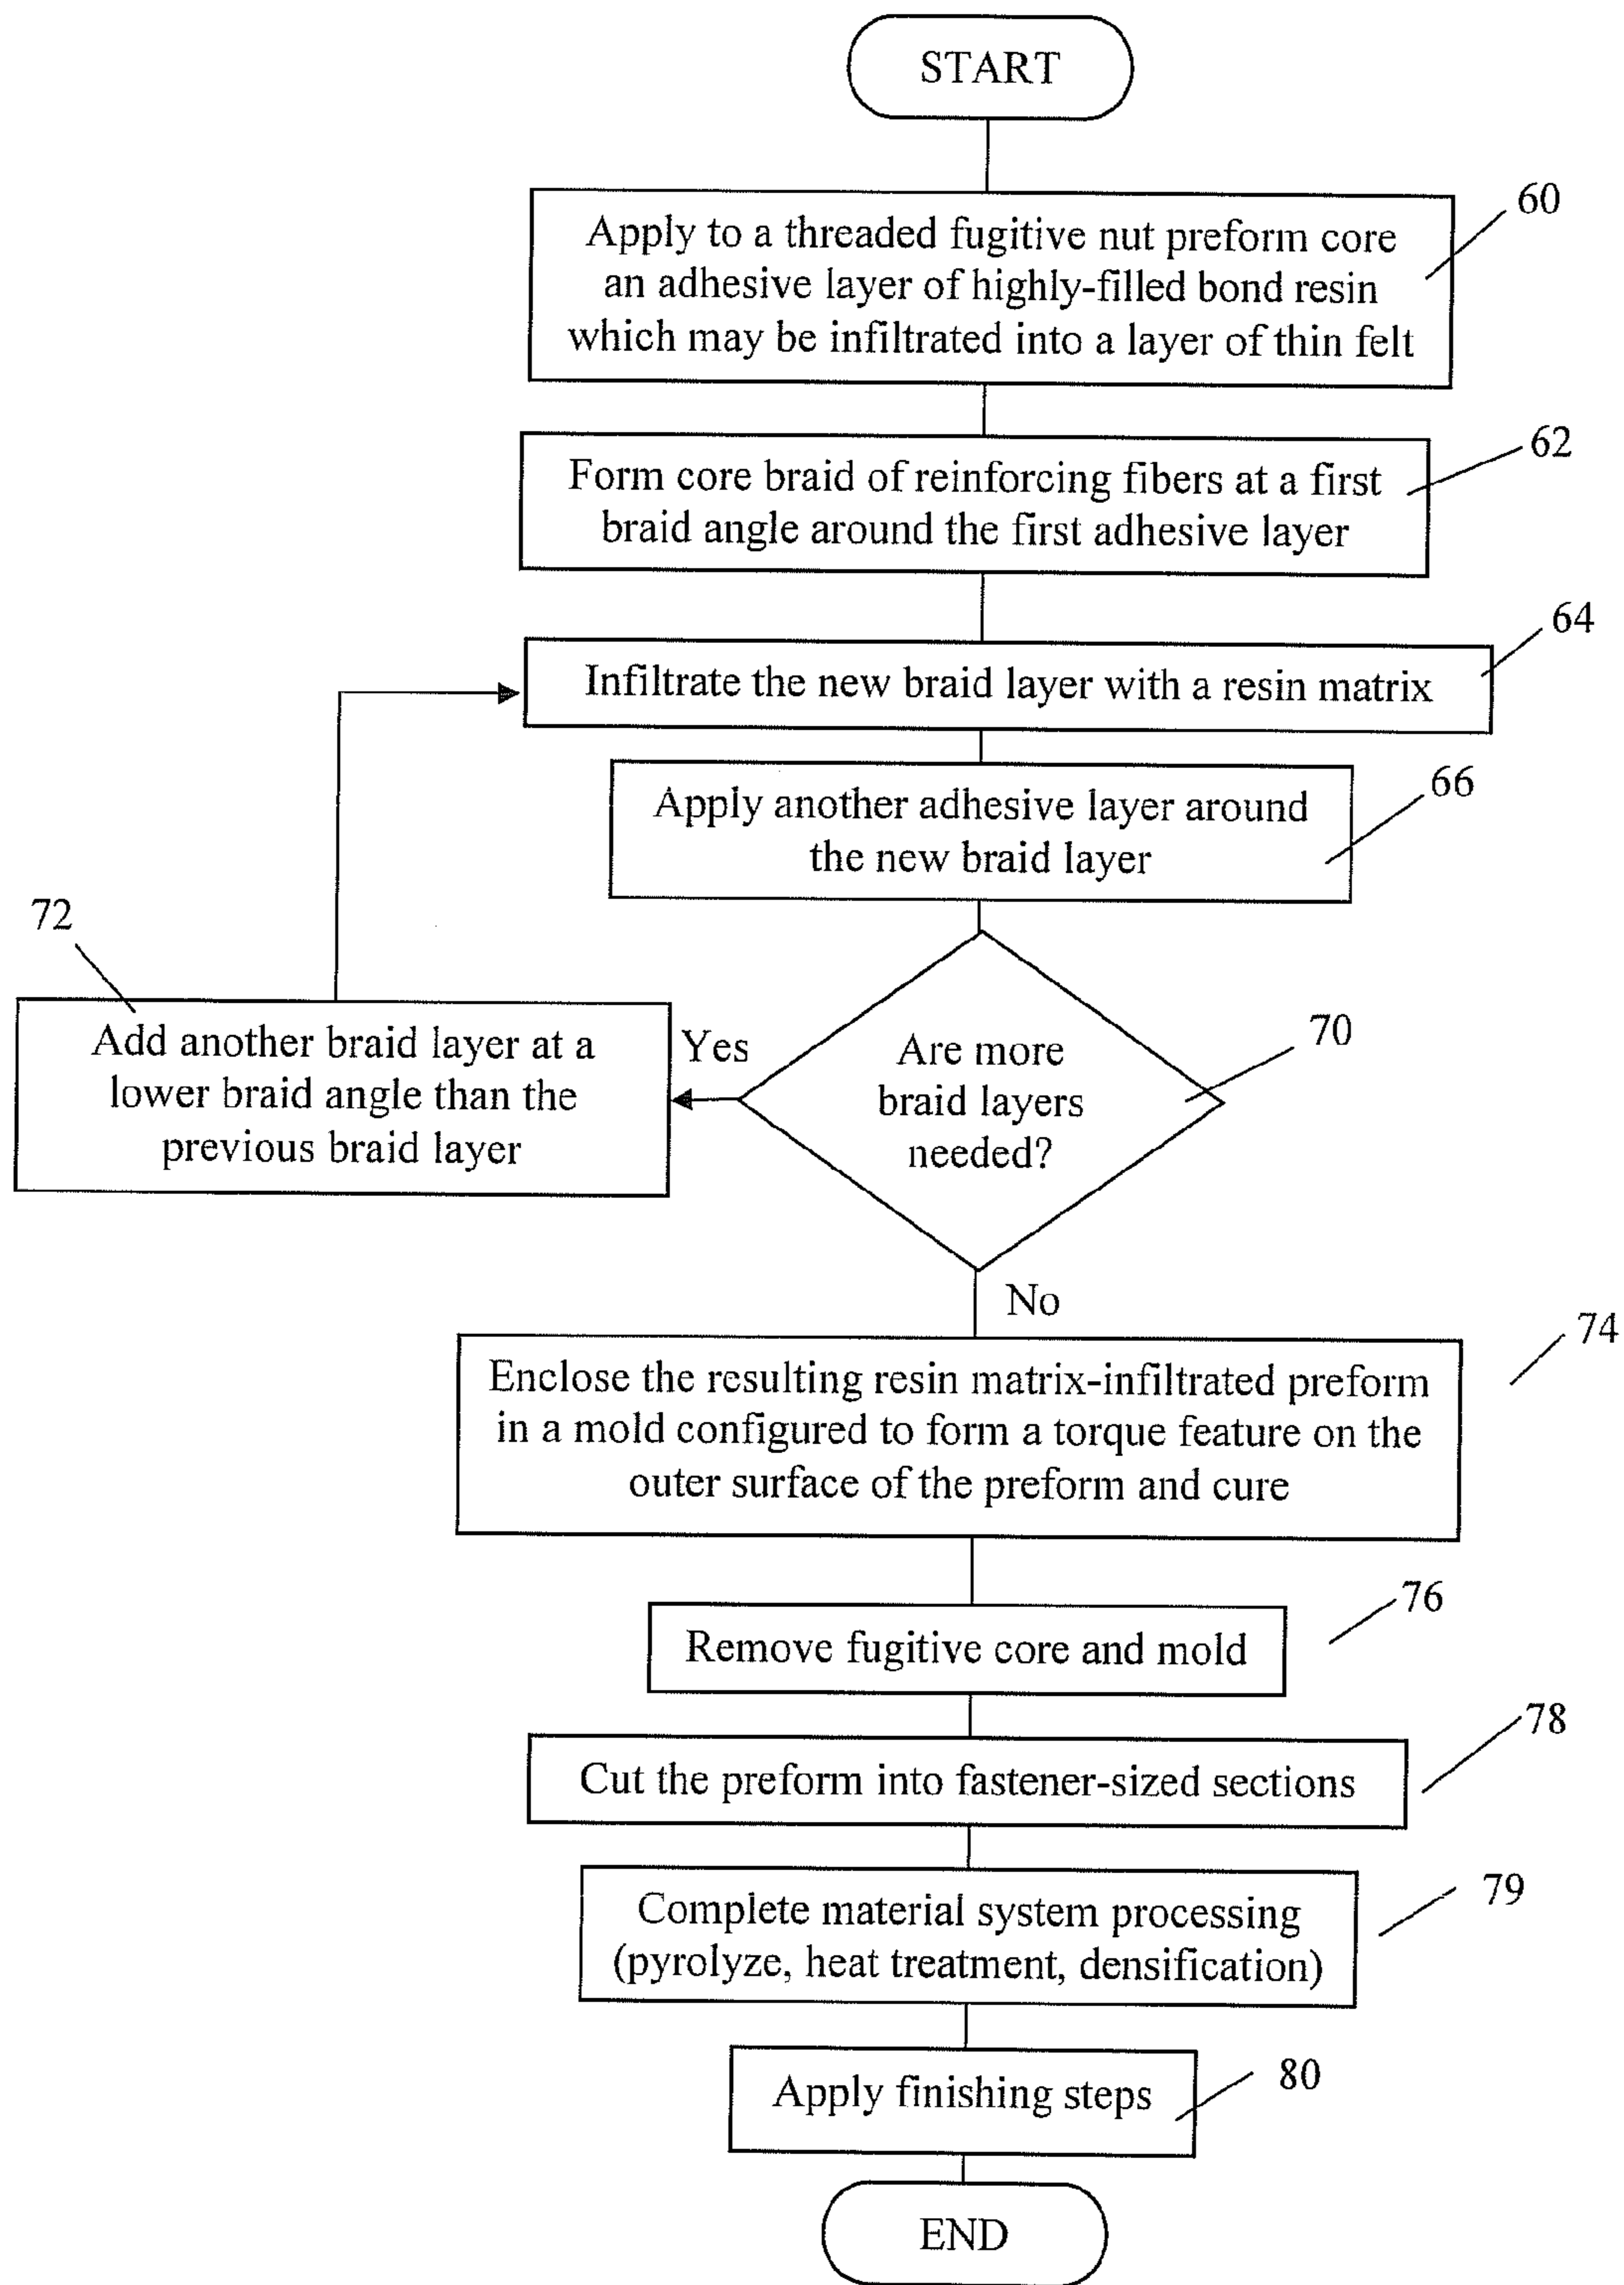 START
60
Apply to a threaded fugitive nut preform core
an adhesive layer of highly-filled bond resin
which may be infiltrated into a layer of thin felt
62
Form core braid of reinforcing fibers at a first
braid angle around the first adhesive layer
64
Infiltrate the new braid layer with a resin matrix
66
Apply another adhesive layer around
the new braid layer
72
Add another braid layer at a
lower braid angle than the
previous braid layer
Yes
Are more
braid layers
needed?
70
No
74
Enclose the resulting resin matrix-infiltrated preform
in a mold configured to form a torque feature on the
outer surface of the preform and cure
76
Remove fugitive core and mold
78
Cut the preform into fastener-sized sections
79
Complete material system processing
(pyrolyze, heat treatment, densification)
80
Apply finishing steps
END